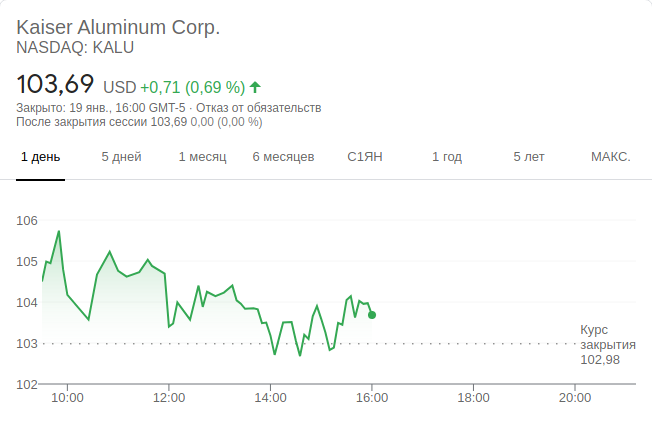 Kaiser Aluminum Corp.
NASDAQ: KALU
103,69 USD +0,71 (0,69 %)
Закрыто: 19 янв., 16:00 GMT-5 · Отказ от обязательств
После закрытия сессии 103,69 0,00 (0,00 %)
1 день 5 дней 1 месяц 6 месяцев С1ЯН 1 год 5 лет МАКС.
106
105
104
103
102
Курс
закрытия
102,98
10:00 12:00 14:00 16:00 18:00 20:00